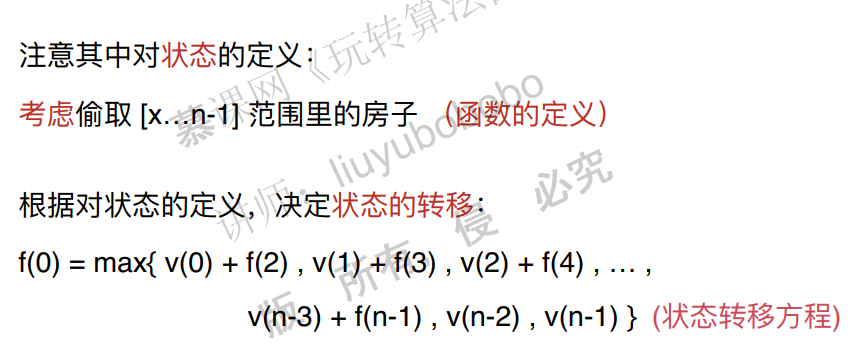 注意其中对状态的定义：
考虑偷取 [x…n-1] 范围里的房子 （函数的定义）
根据对状态的定义，决定状态的转移：
f(0) = max{ v(0) + f(2) , v(1) + f(3) , v(2) + f(4) , … ,
v(n-3) + f(n-1) , v(n-2) , v(n-1) } (状态转移方程)
慕课网《玩转算法
讲师：liuyubobobo
版 所有，侵 必究